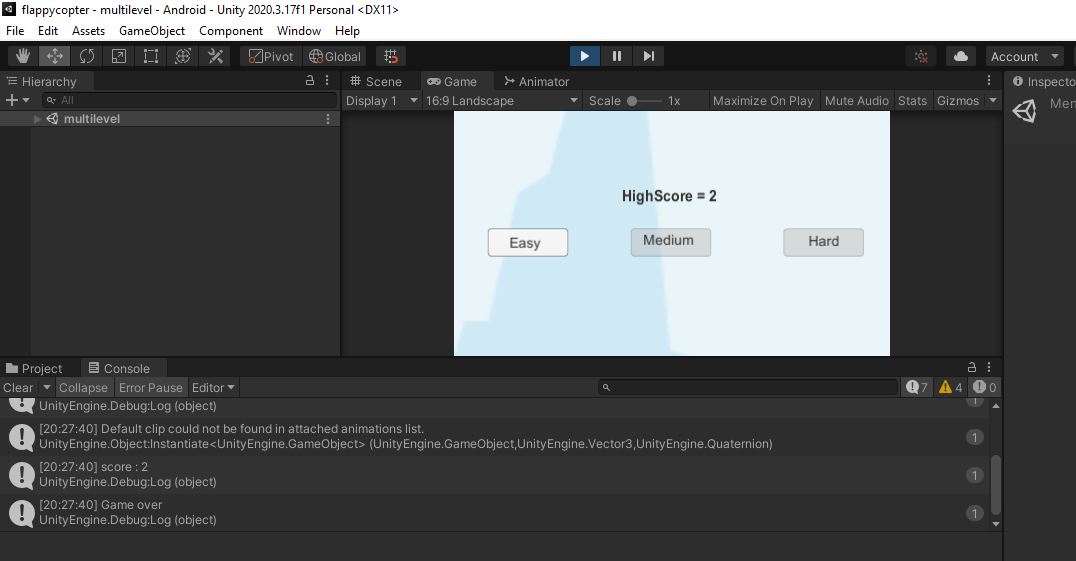 flappycopter - multilevel - Android - Unity 2020.3.17f1 Personal <DX11>
File Edit Assets GameObject Component Window Help
Pivot Global Account
Hierarchy Scene Game Animator Inspecto
All Display 1 16:9 Landscape Scale 1x Maximize On Play Mute Audio Stats Gizmos Men
multilevel
HighScore = 2
Easy Medium Hard
Project Console
Clear Collapse Error Pause Editor 7 4 0
UnityEngine.Debug:Log (object) 1
[20:27:40] Default clip could not be found in attached animations list.
UnityEngine.Object:Instantiate<UnityEngine.GameObject> (UnityEngine.GameObject,UnityEngine.Vector3,UnityEngine.Quaternion) 1
[20:27:40] score : 2
UnityEngine.Debug:Log (object) 1
[20:27:40] Game over
UnityEngine.Debug:Log (object) 1